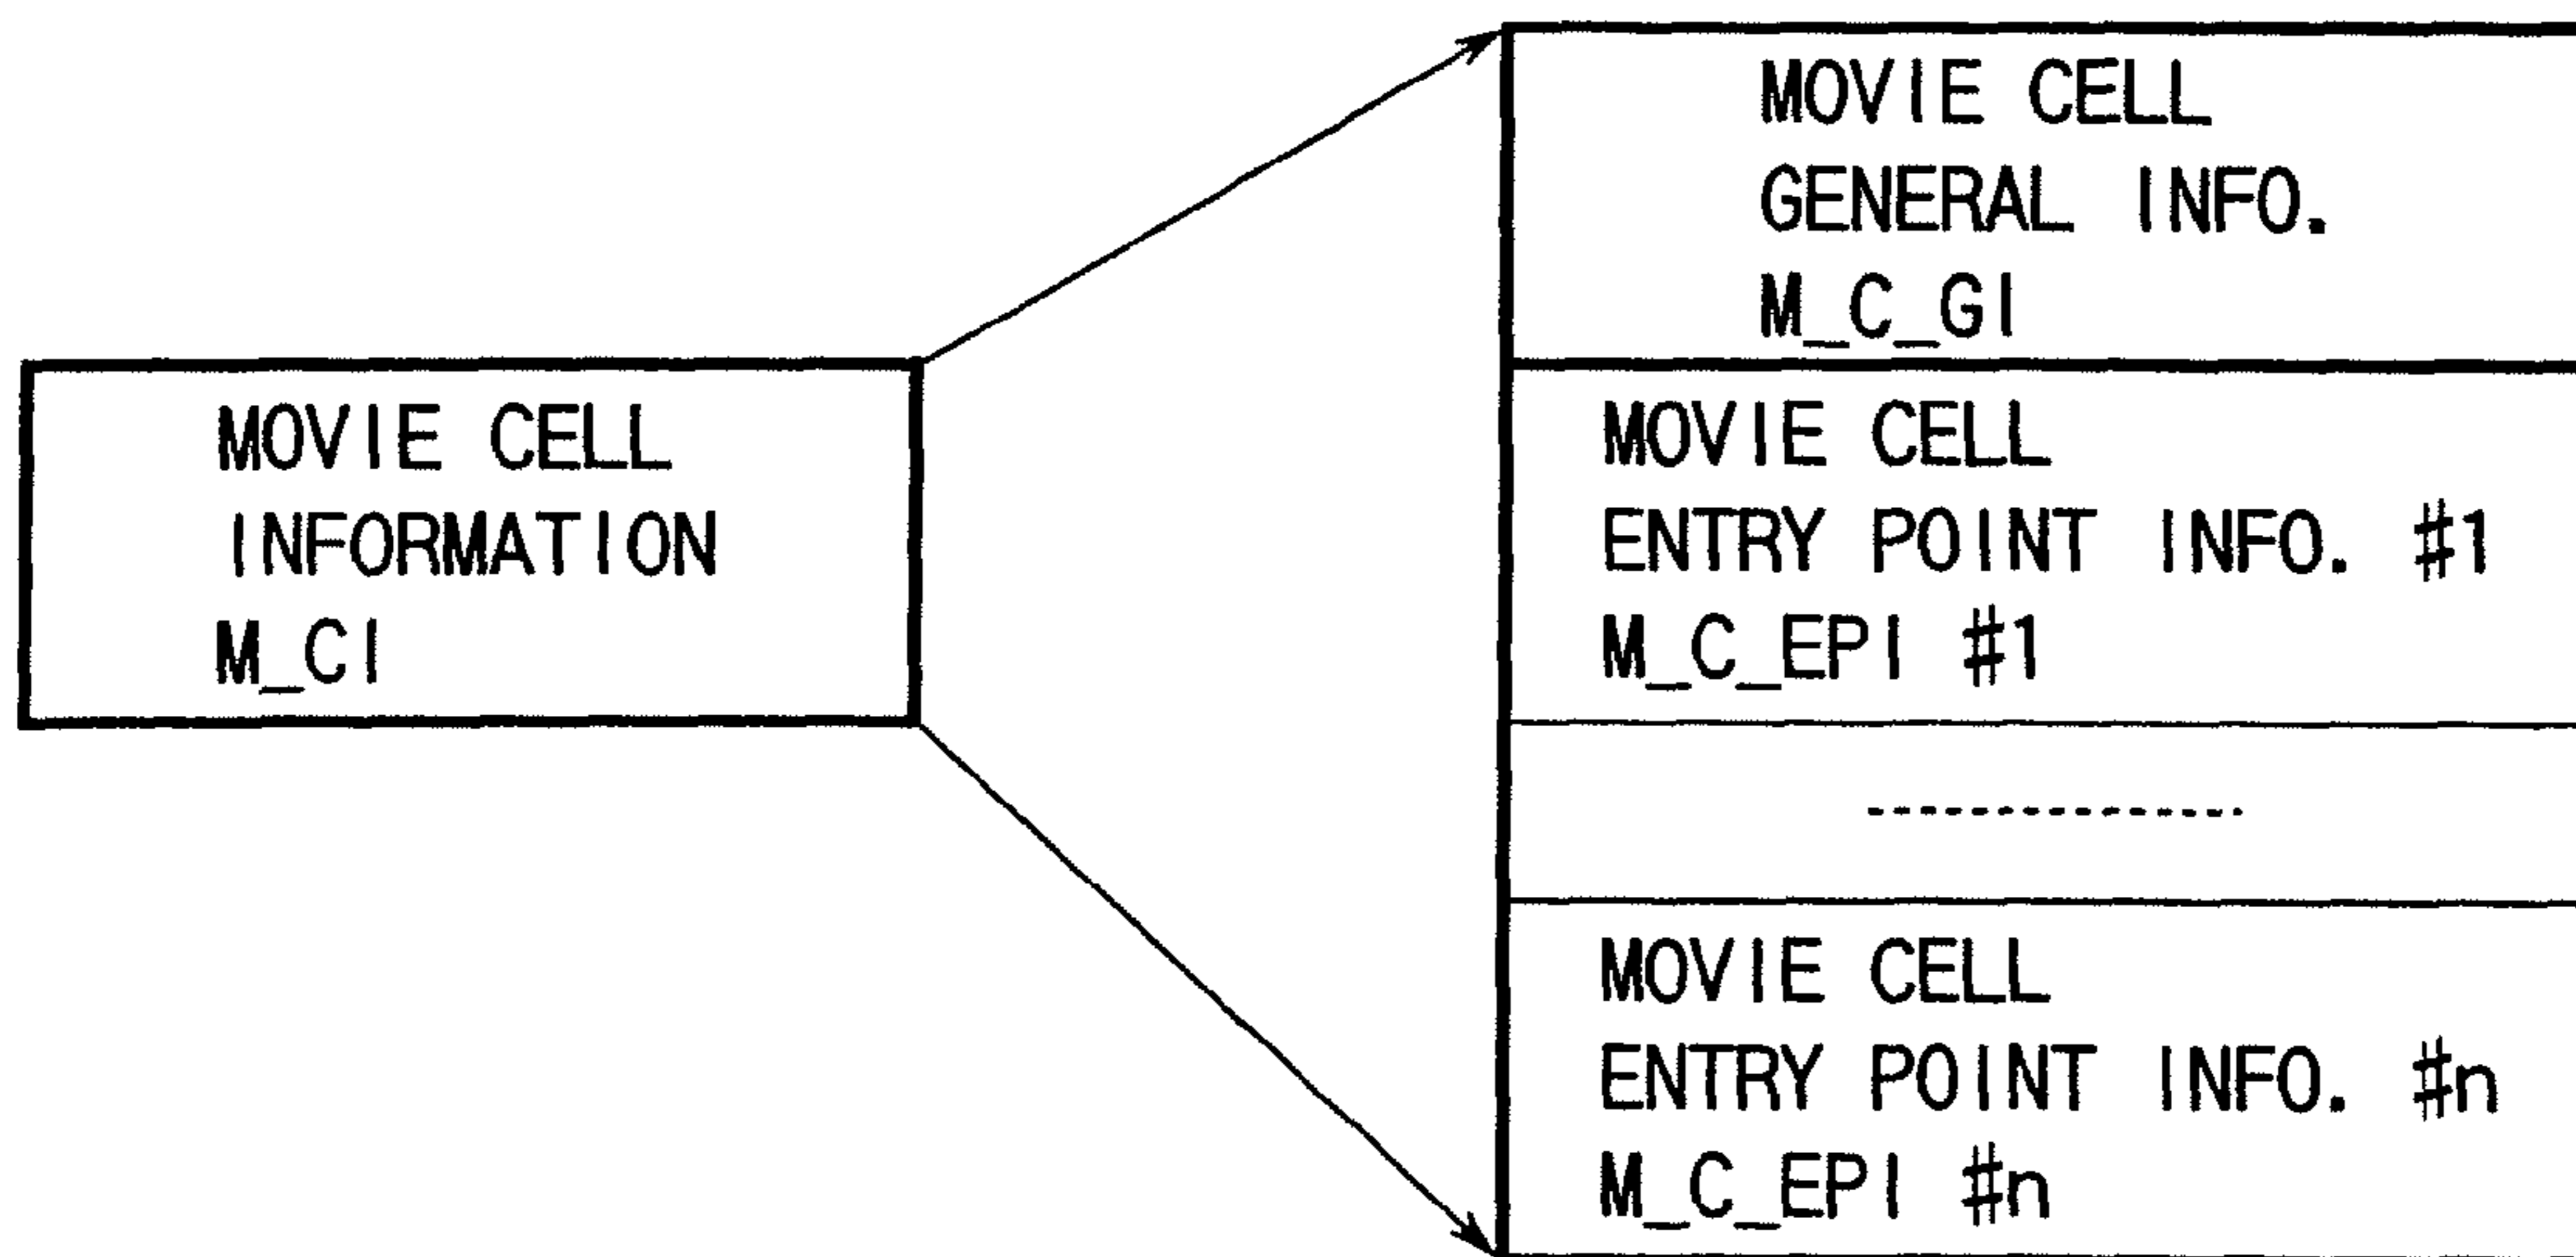 MOVIE CELL
INFORMATION
M_CI
MOVIE CELL
GENERAL INFO.
M_C_GI
MOVIE CELL
ENTRY POINT INFO. #1
M_C_EPI #1
MOVIE CELL
ENTRY POINT INFO. #n
M_C_EPI #n